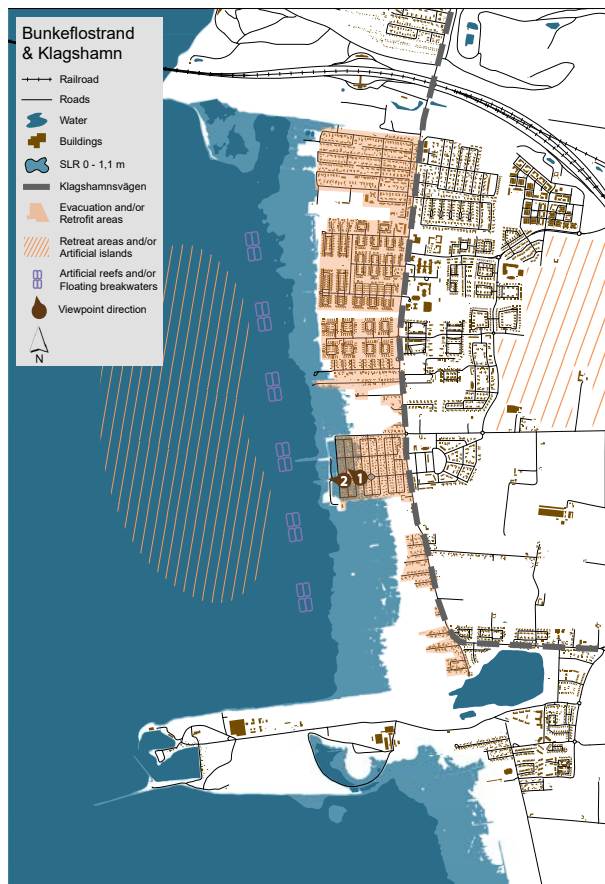 Bunkeflostrand
& Klagshamn
Railroad
Roads
Water
Buildings
SLR 0 - 1,1 m
Klagshamnsvägen
Evacuation and/or
Retrofit areas
Retreat areas and/or
Artificial islands
Artificial reefs and/or
Floating breakwaters
Viewpoint direction
N
2 1